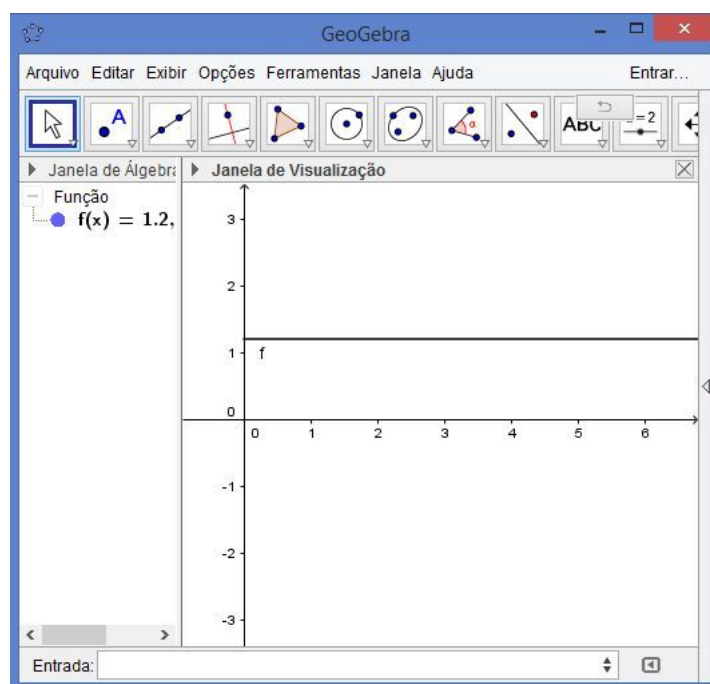 GeoGebra
Arquivo Editar Exibir Opções Ferramentas Janela Ajuda Entrar...
A α ABC =2
Janela de Álgebra Janela de Visualização
Função
f(x) = 1.2,
3
2
1
f
0
0 1 2 3 4 5 6
-1
-2
-3
Entrada: